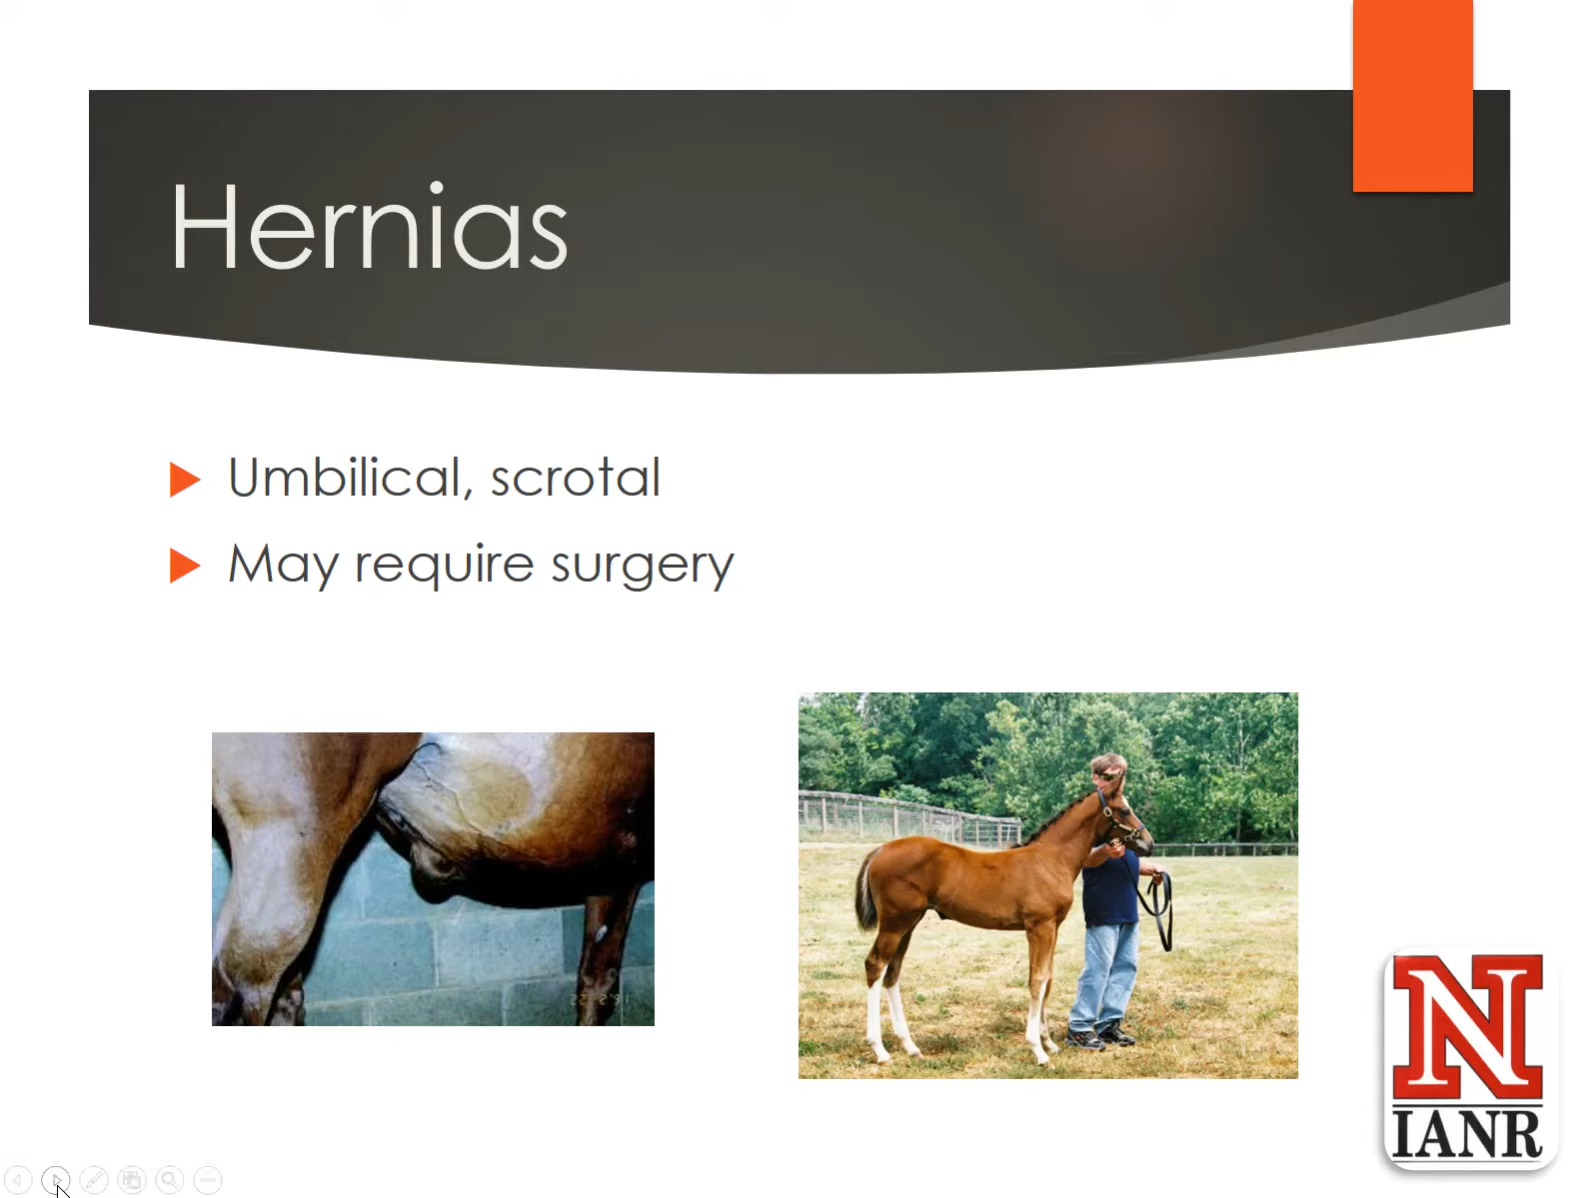 Hernias
Umbilical, scrotal
May require surgery
N
IANR